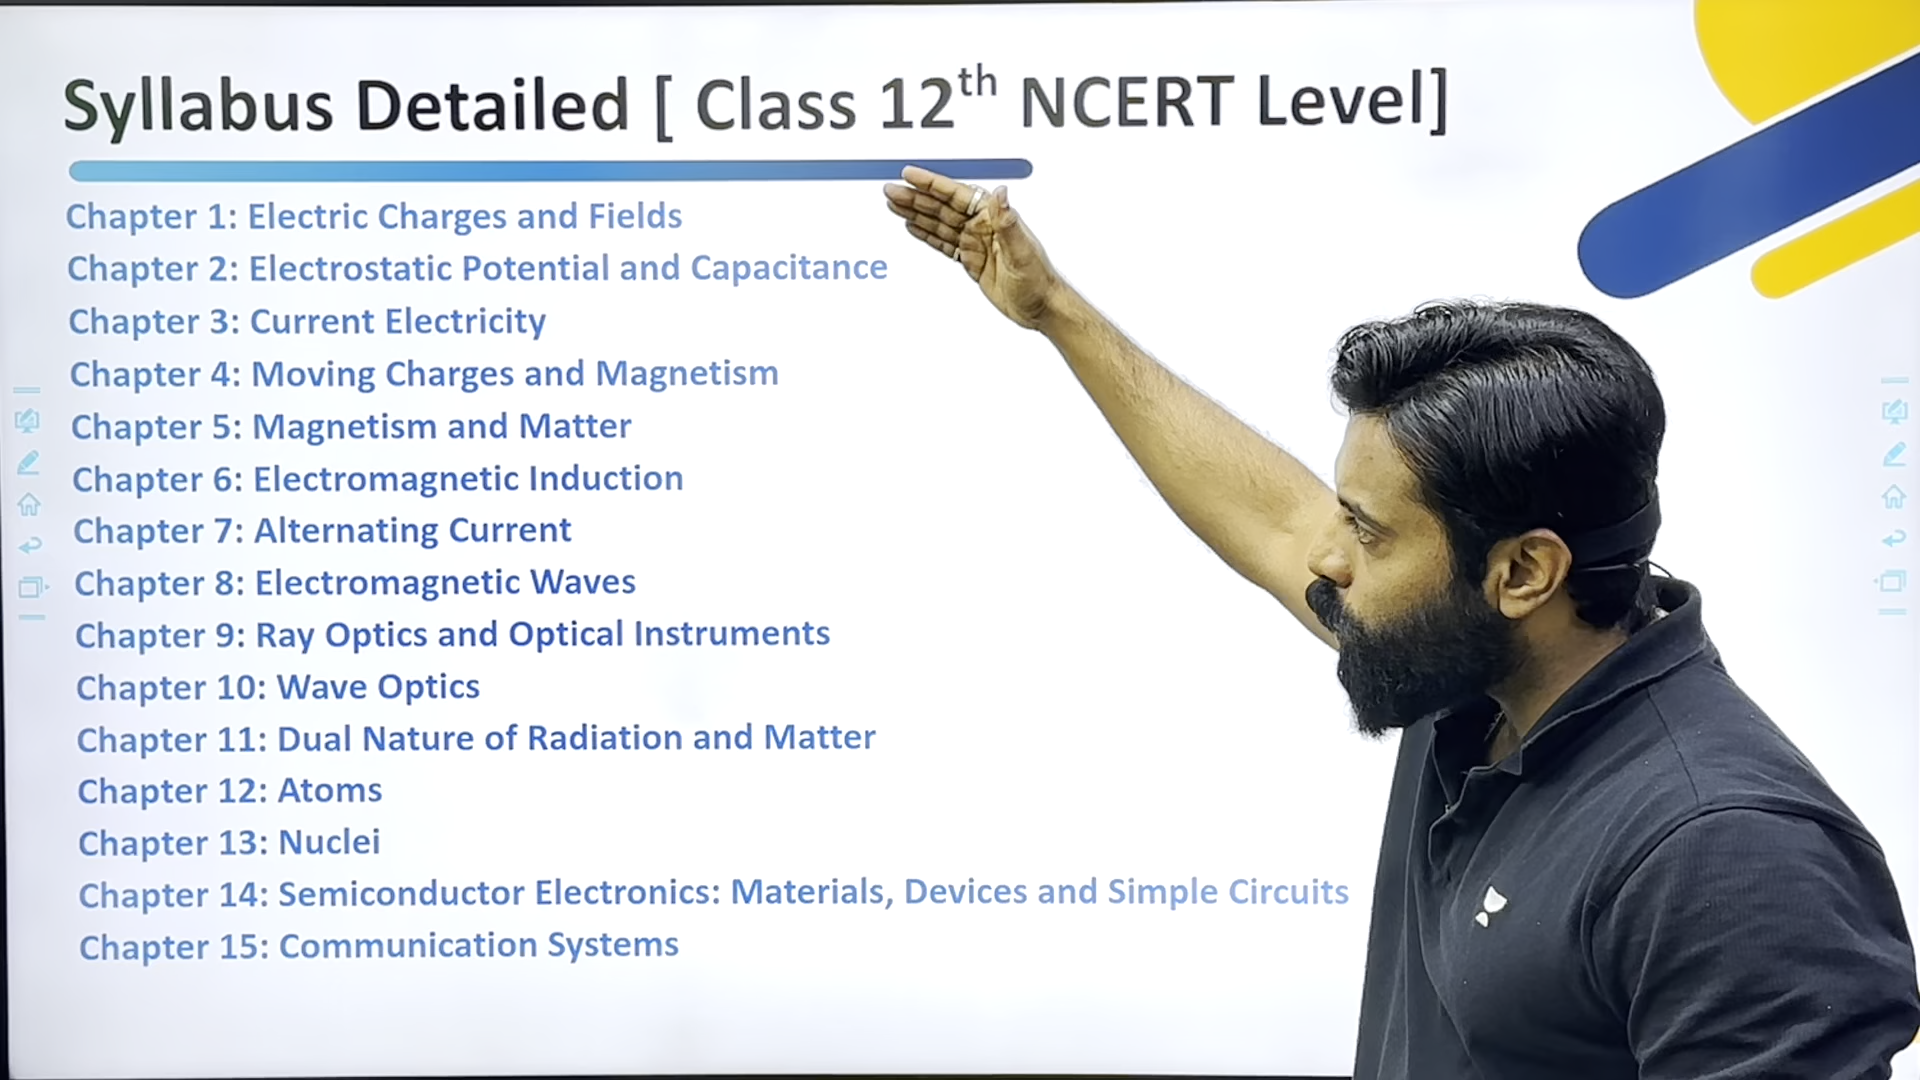 Syllabus Detailed [ Class 12th NCERT Level]
Chapter 1: Electric Charges and Fields
Chapter 2: Electrostatic Potential and Capacitance
Chapter 3: Current Electricity
Chapter 4: Moving Charges and Magnetism
Chapter 5: Magnetism and Matter
Chapter 6: Electromagnetic Induction
Chapter 7: Alternating Current
Chapter 8: Electromagnetic Waves
Chapter 9: Ray Optics and Optical Instruments
Chapter 10: Wave Optics
Chapter 11: Dual Nature of Radiation and Matter
Chapter 12: Atoms
Chapter 13: Nuclei
Chapter 14: Semiconductor Electronics: Materials, Devices and Simple Circuits
Chapter 15: Communication Systems